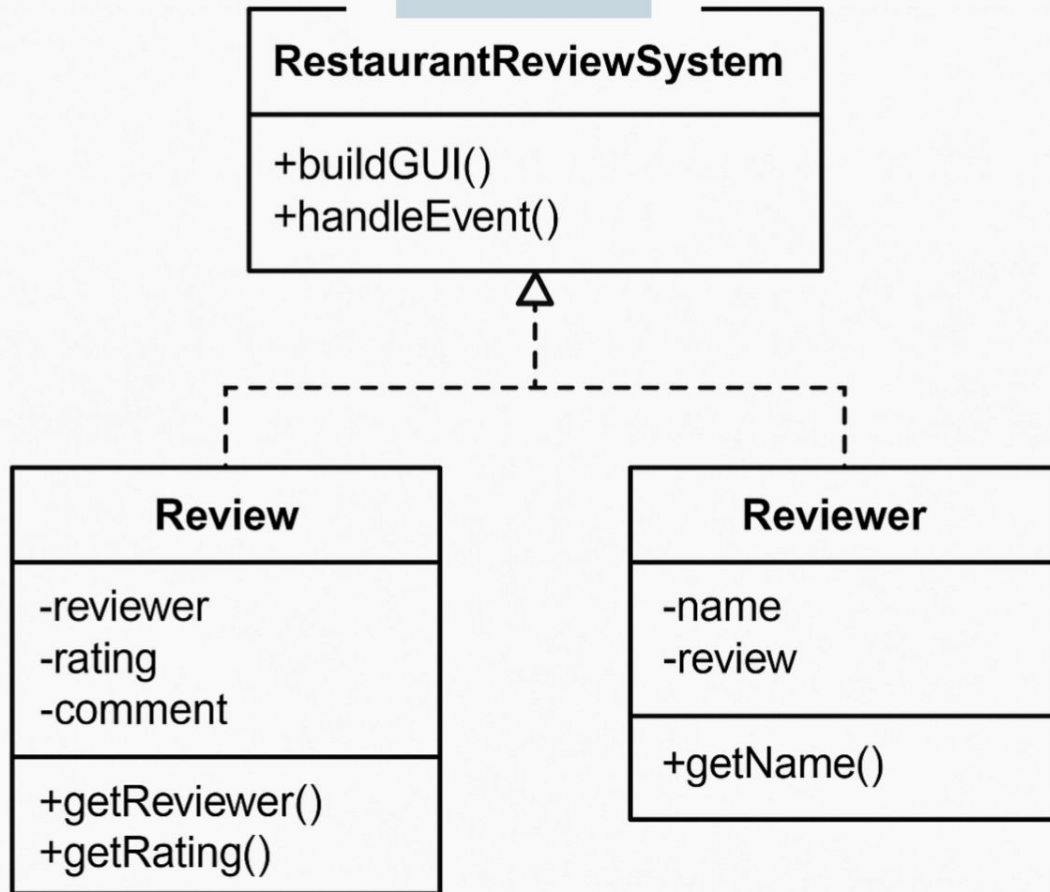 RestaurantReviewSystem
+buildGUI()
+handleEvent()
Review
-reviewer
-rating
-comment
+getReviewer()
+getRating()
Reviewer
-name
-review
+getName()